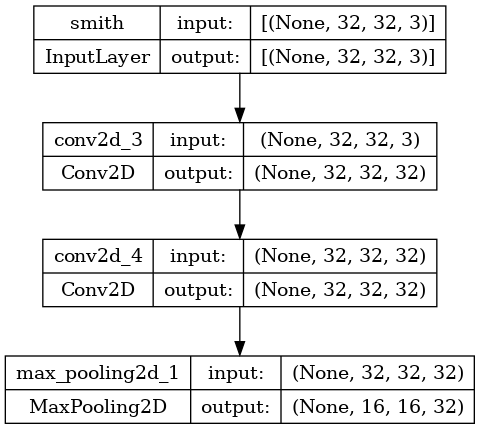 smith input: [(None, 32, 32, 3)]
InputLayer output: [(None, 32, 32, 3)]
conv2d_3 input: (None, 32, 32, 3)
Conv2D output: (None, 32, 32, 32)
conv2d_4 input: (None, 32, 32, 32)
Conv2D output: (None, 32, 32, 32)
max_pooling2d_1 input: (None, 32, 32, 32)
MaxPooling2D output: (None, 16, 16, 32)